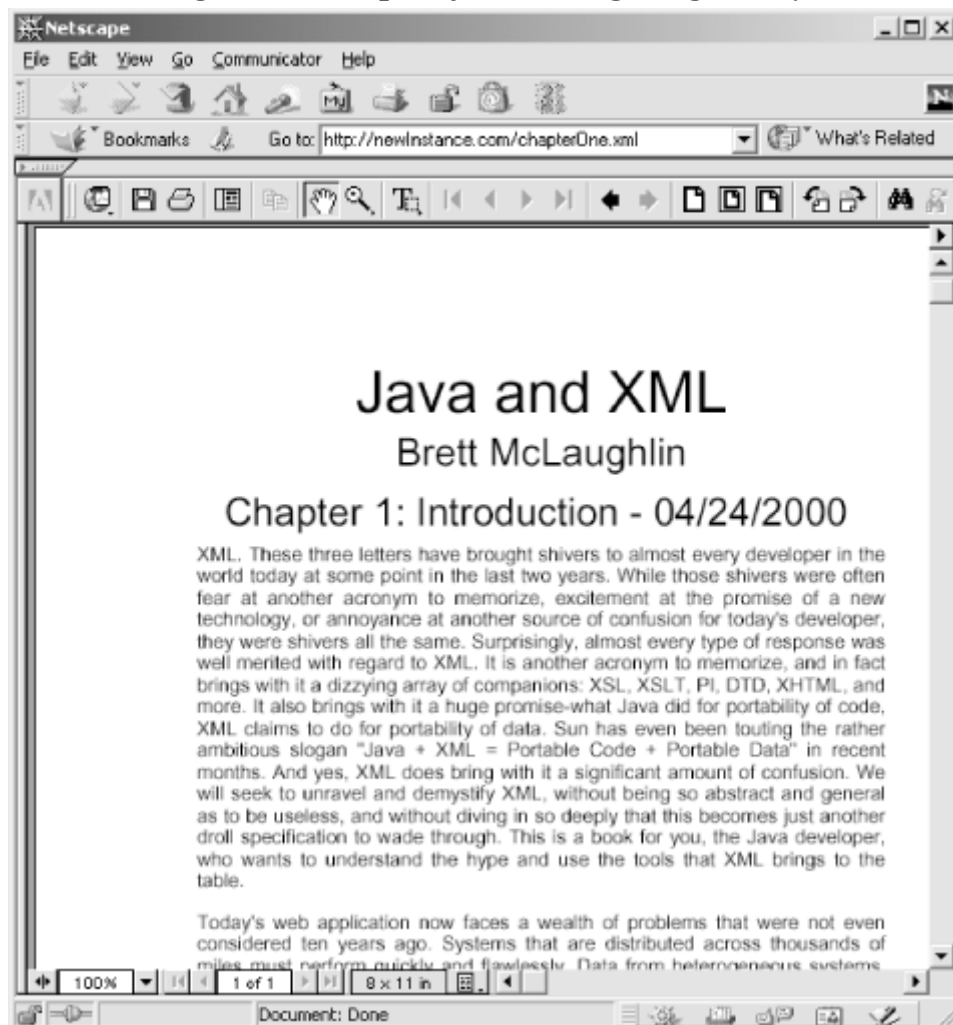 Netscape
File Edit View Go Communicator Help
My
N
Bookmarks Go to: http://newInstance.com/chapterOne.xml What's Related
Java and XML
Brett McLaughlin
Chapter 1: Introduction - 04/24/2000
XML. These three letters have brought shivers to almost every developer in the
world today at some point in the last two years. While those shivers were often
fear at another acronym to memorize, excitement at the promise of a new
technology, or annoyance at another source of confusion for today's developer,
they were shivers all the same. Surprisingly, almost every type of response was
well merited with regard to XML. It is another acronym to memorize, and in fact
brings with it a dizzying array of companions: XSL, XSLT, PI, DTD, XHTML, and
more. It also brings with it a huge promise-what Java did for portability of code,
XML claims to do for portability of data. Sun has even been touting the rather
ambitious slogan "Java + XML = Portable Code + Portable Data" in recent
months. And yes, XML does bring with it a significant amount of confusion. We
will seek to unravel and demystify XML, without being so abstract and general
as to be useless, and without diving in so deeply that this becomes just another
droll specification to wade through. This is a book for you, the Java developer,
who wants to understand the hype and use the tools that XML brings to the
table.
Today's web application now faces a wealth of problems that were not even
considered ten years ago. Systems that are distributed across thousands of
miles must perform quickly and flawlessly. Data from heterogeneous systems,
100% 1 of 1 8 x 11 in
Document: Done